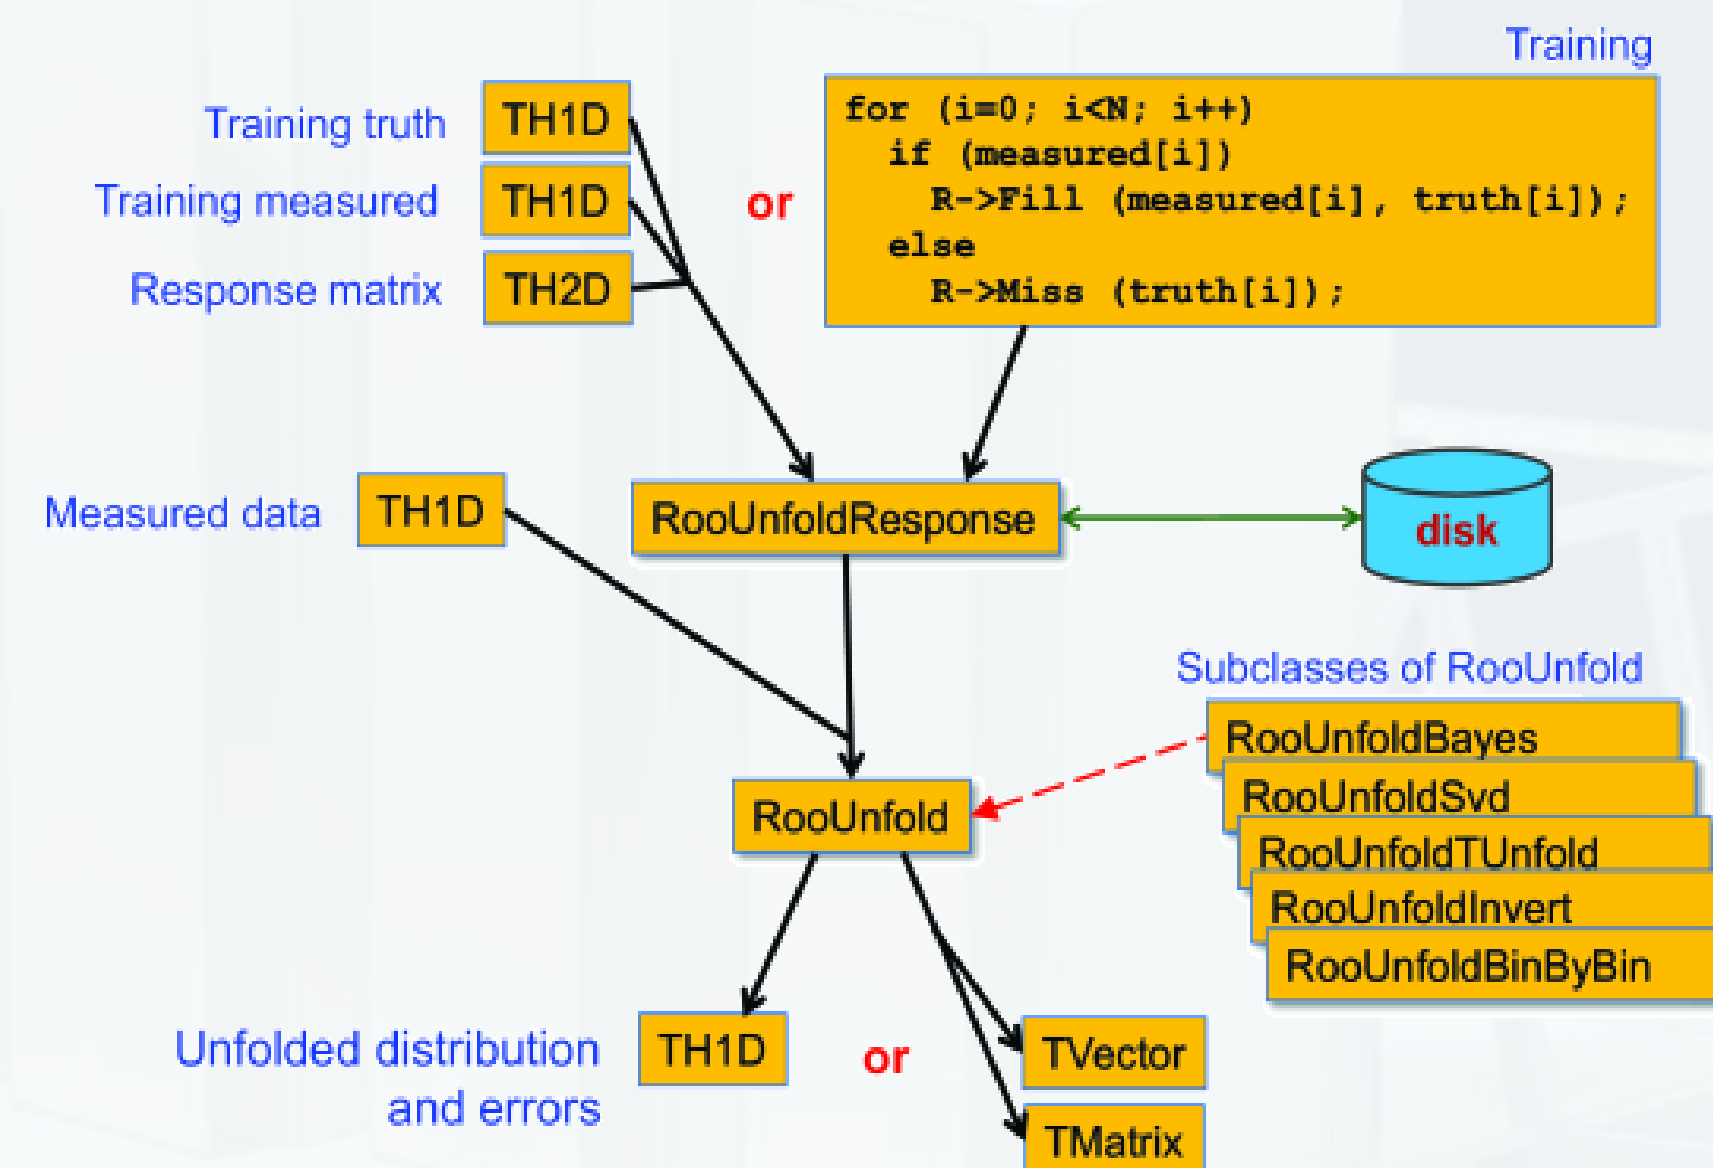 Training
Training truth
TH1D
Training measured
TH1D
Response matrix
TH2D
or
for (i=0; i<N; i++)
if (measured[i])
R->Fill (measured[i], truth[i]);
else
R->Miss (truth[i]);
Measured data
TH1D
RooUnfoldResponse
disk
Subclasses of RooUnfold
RooUnfoldBayes
RooUnfoldSvd
RooUnfoldTUnfold
RooUnfoldInvert
RooUnfoldBinByBin
RooUnfold
Unfolded distribution
and errors
TH1D
or
TVector
TMatrix